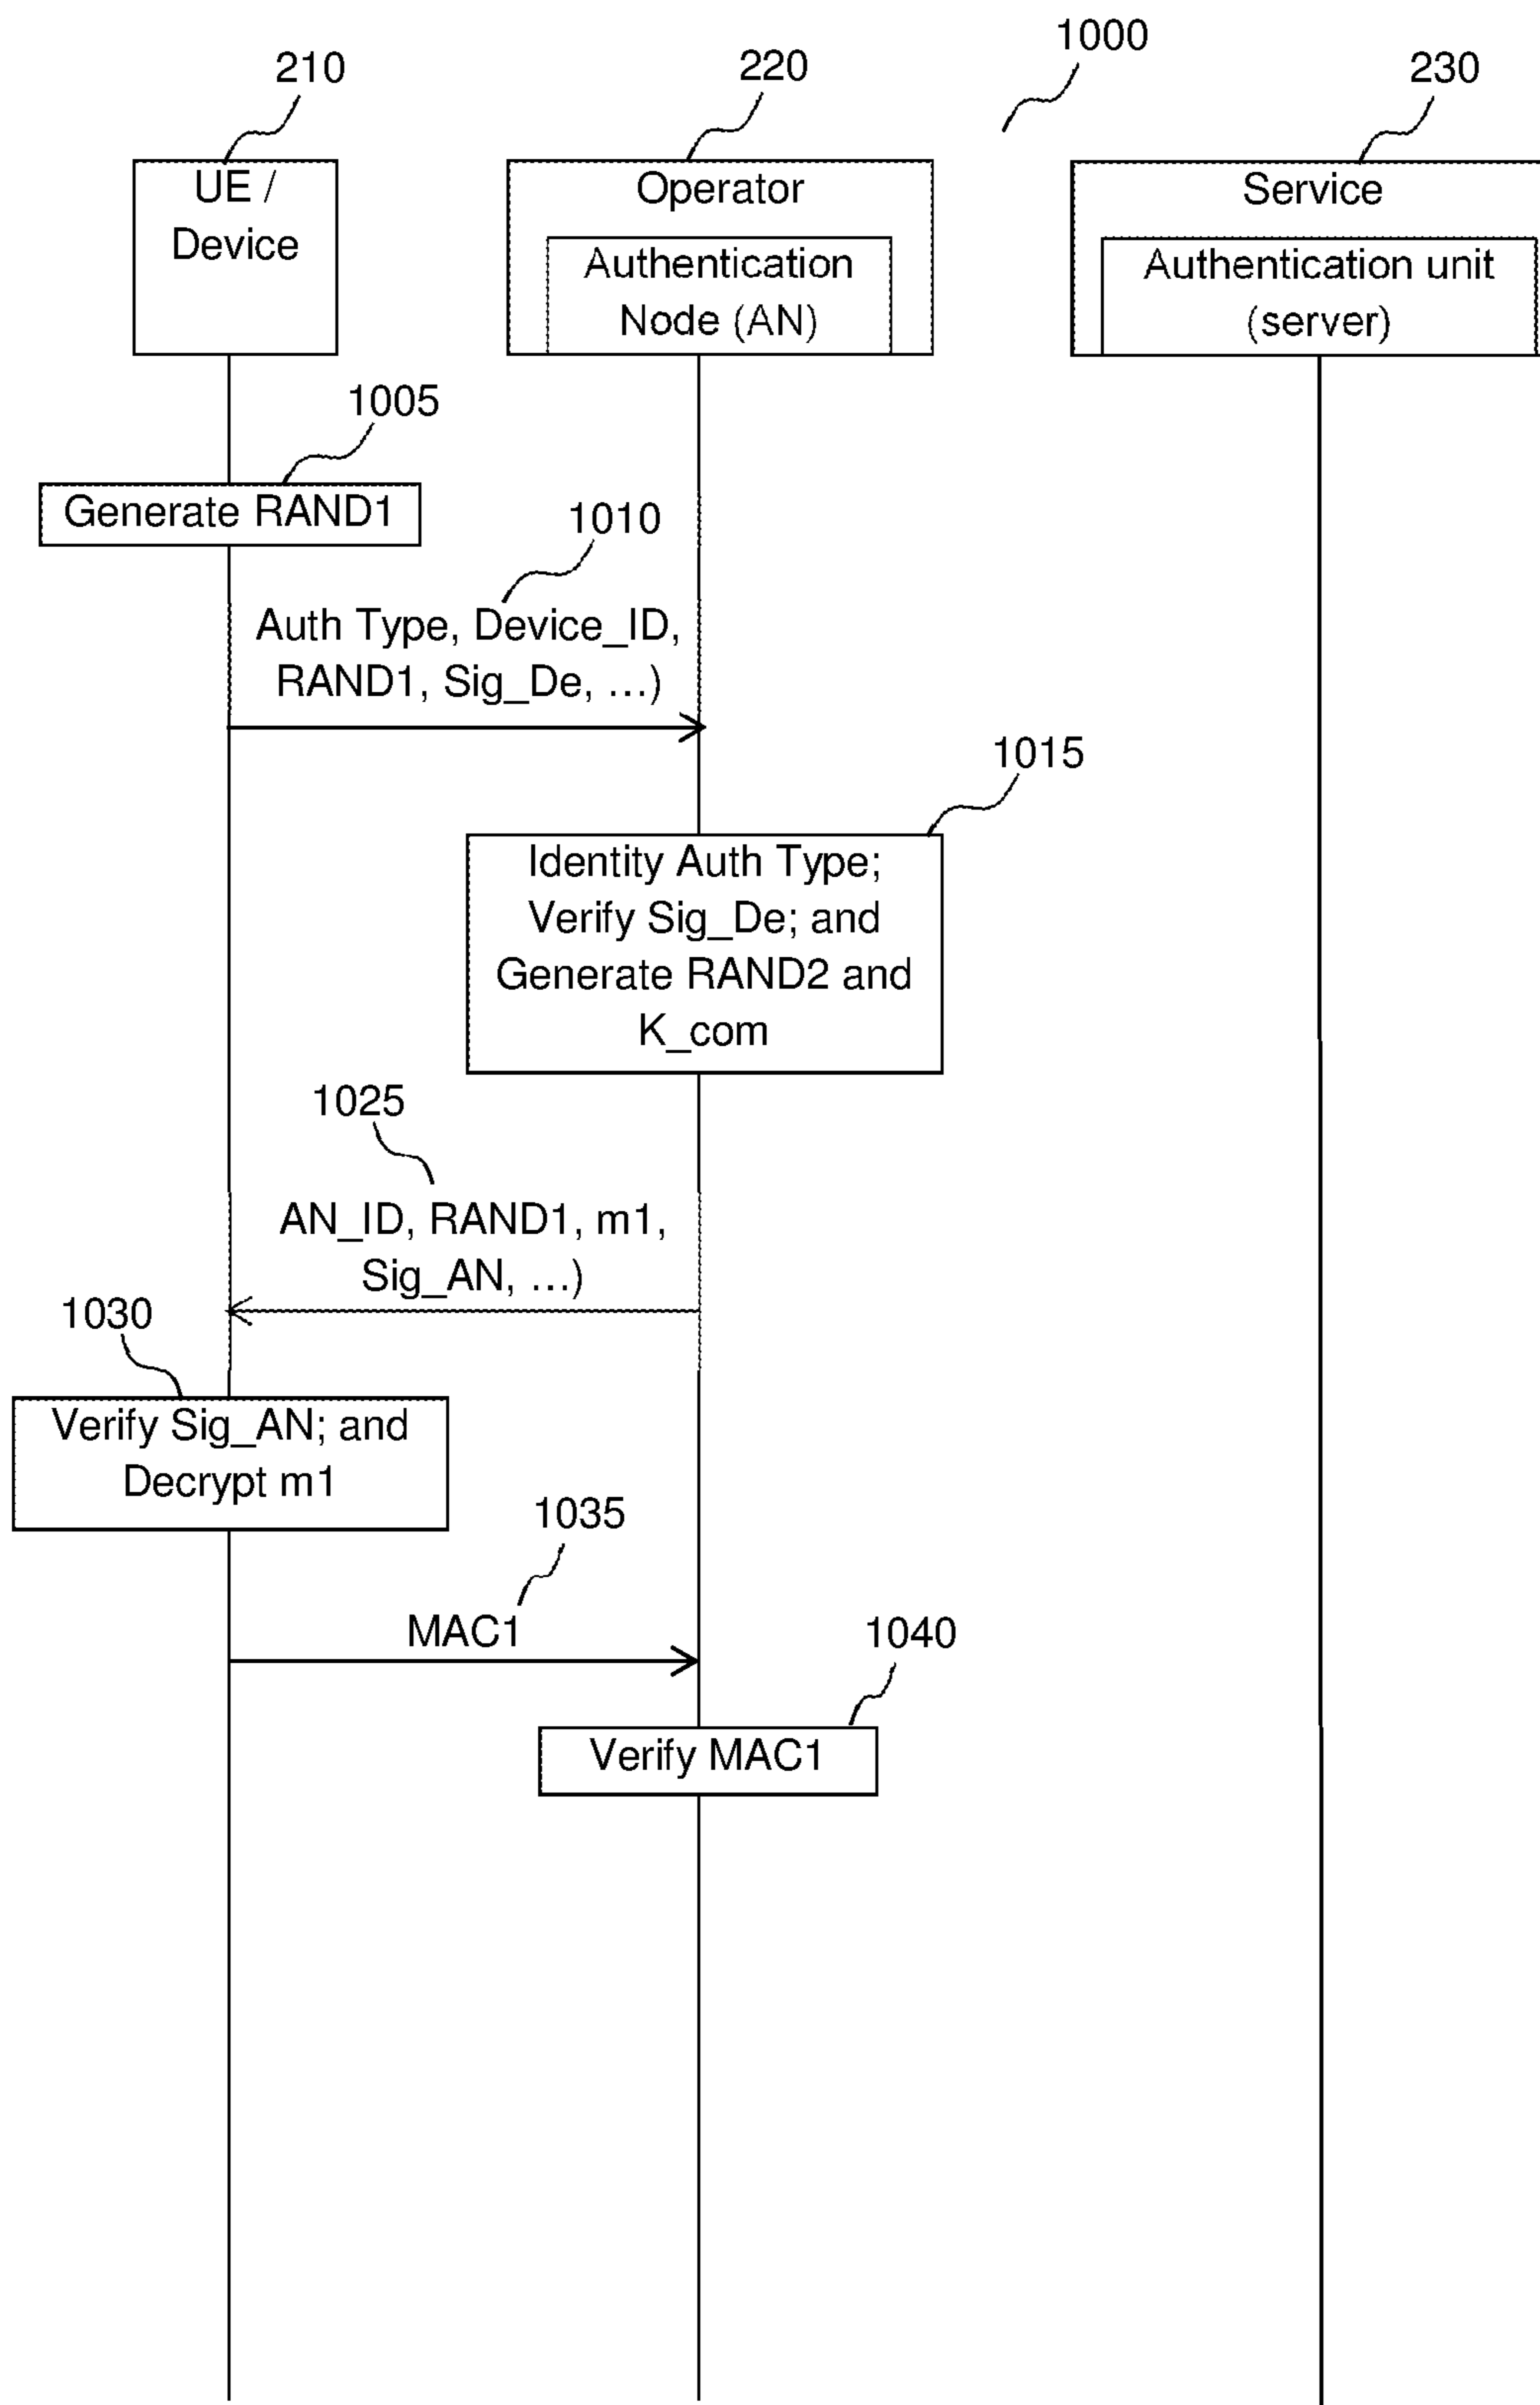 1000
210
220
230
UE /
Device
Operator
Authentication
Node (AN)
Service
Authentication unit
(server)
1005
Generate RAND1
1010
Auth Type, Device_ID,
RAND1, Sig_De, ...)
1015
Identity Auth Type;
Verify Sig_De; and
Generate RAND2 and
K_com
1025
AN_ID, RAND1, m1,
Sig_AN, ...)
1030
Verify Sig_AN; and
Decrypt m1
1035
MAC1
1040
Verify MAC1